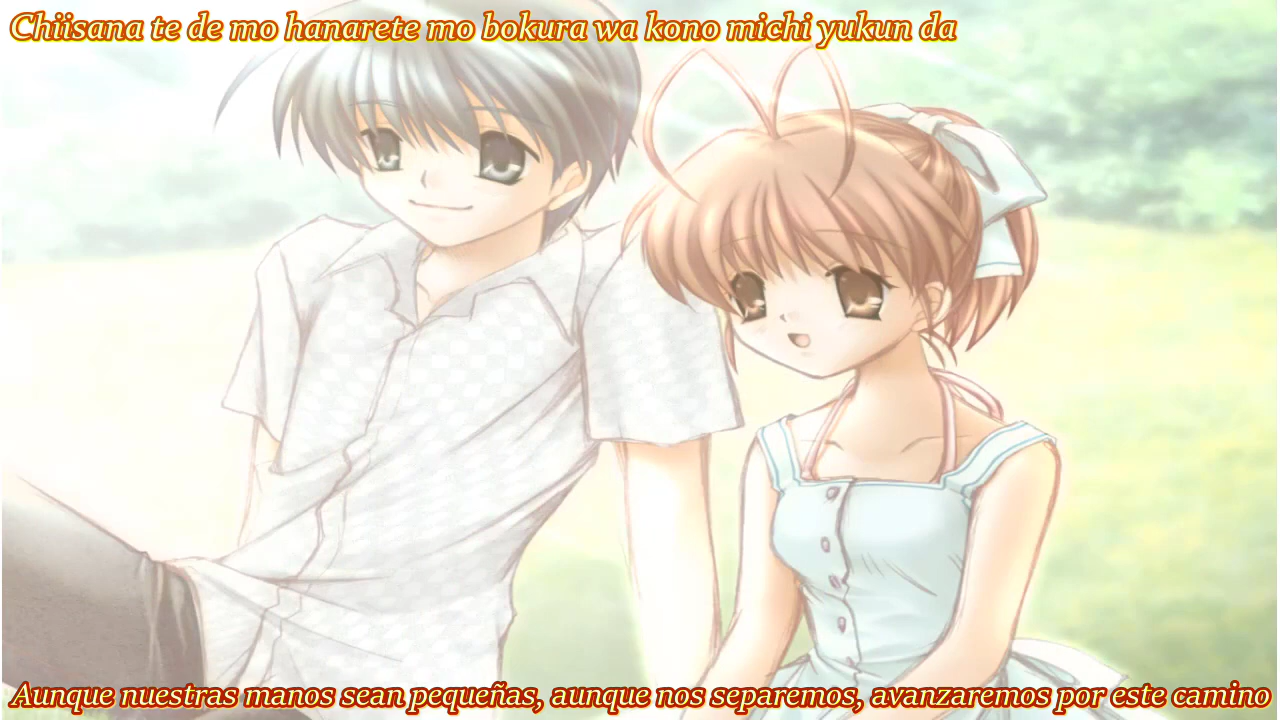 Chiisana te de mo hanarete mo bokura wa kono michi yukun da
Aunque nuestras manos sean pequeñas, aunque nos separemos, avanzaremos por este camino